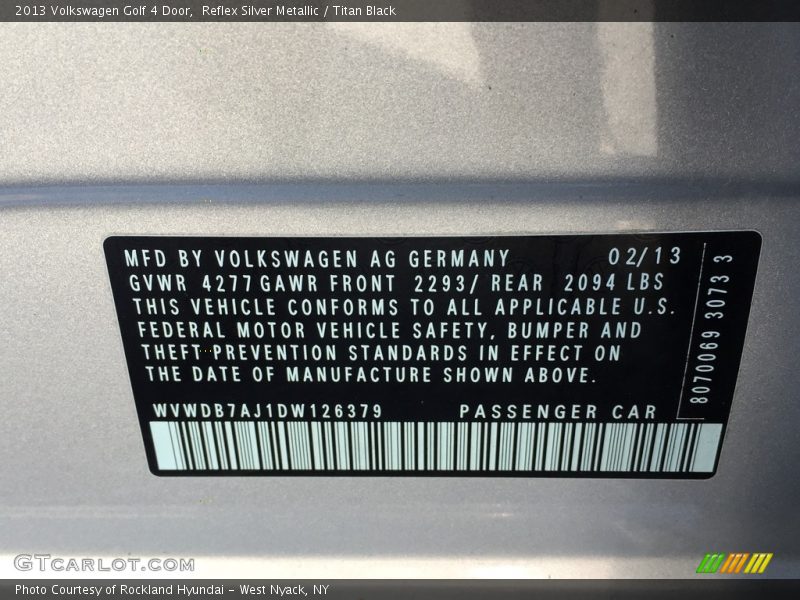 2013 Volkswagen Golf 4 Door, Reflex Silver Metallic / Titan Black
MFD BY VOLKSWAGEN AG GERMANY 02/13
GVWR 4277 GAWR FRONT 2293/ REAR 2094 LBS
THIS VEHICLE CONFORMS TO ALL APPLICABLE U.S.
FEDERAL MOTOR VEHICLE SAFETY, BUMPER AND
THEFT PREVENTION STANDARDS IN EFFECT ON
THE DATE OF MANUFACTURE SHOWN ABOVE.
WVWDB7AJ1DW126379 PASSENGER CAR
8070069 30733
GTCARLOT.COM
Photo Courtesy of Rockland Hyundai - West Nyack, NY